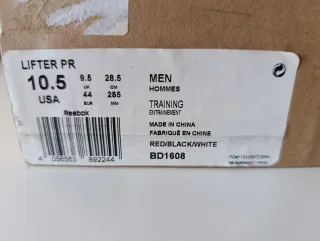 LIFTER PR
10.5
USA
9.5
UK
28.5
CM
44
EUR
285
MM
Reebok
4 056563 892244
MEN
HOMMES
TRAINING
ENTRAINEMENT
MADE IN CHINA
FABRIQUÉ EN CHINE
RED/BLACK/WHITE
BD1608